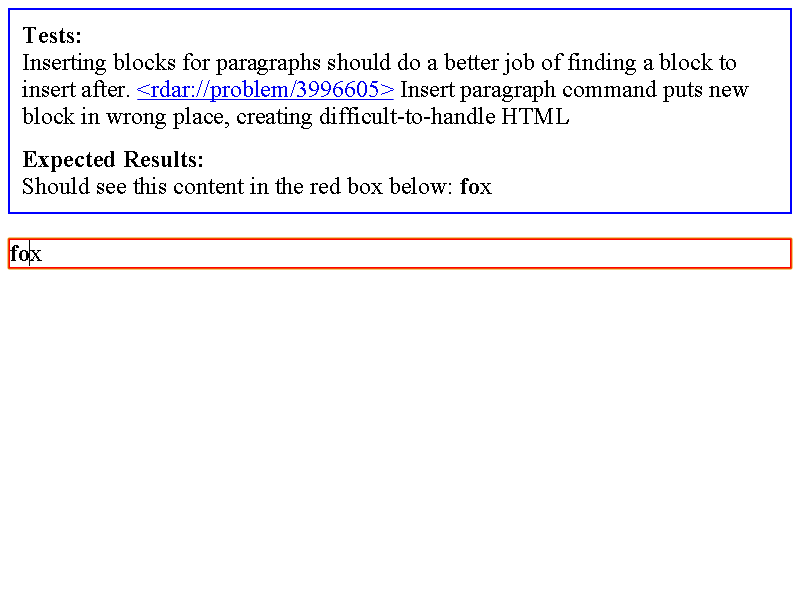 Tests:
Inserting blocks for paragraphs should do a better job of finding a block to
insert after. <rdar://problem/3996605> Insert paragraph command puts new
block in wrong place, creating difficult-to-handle HTML
Expected Results:
Should see this content in the red box below: fox
fox